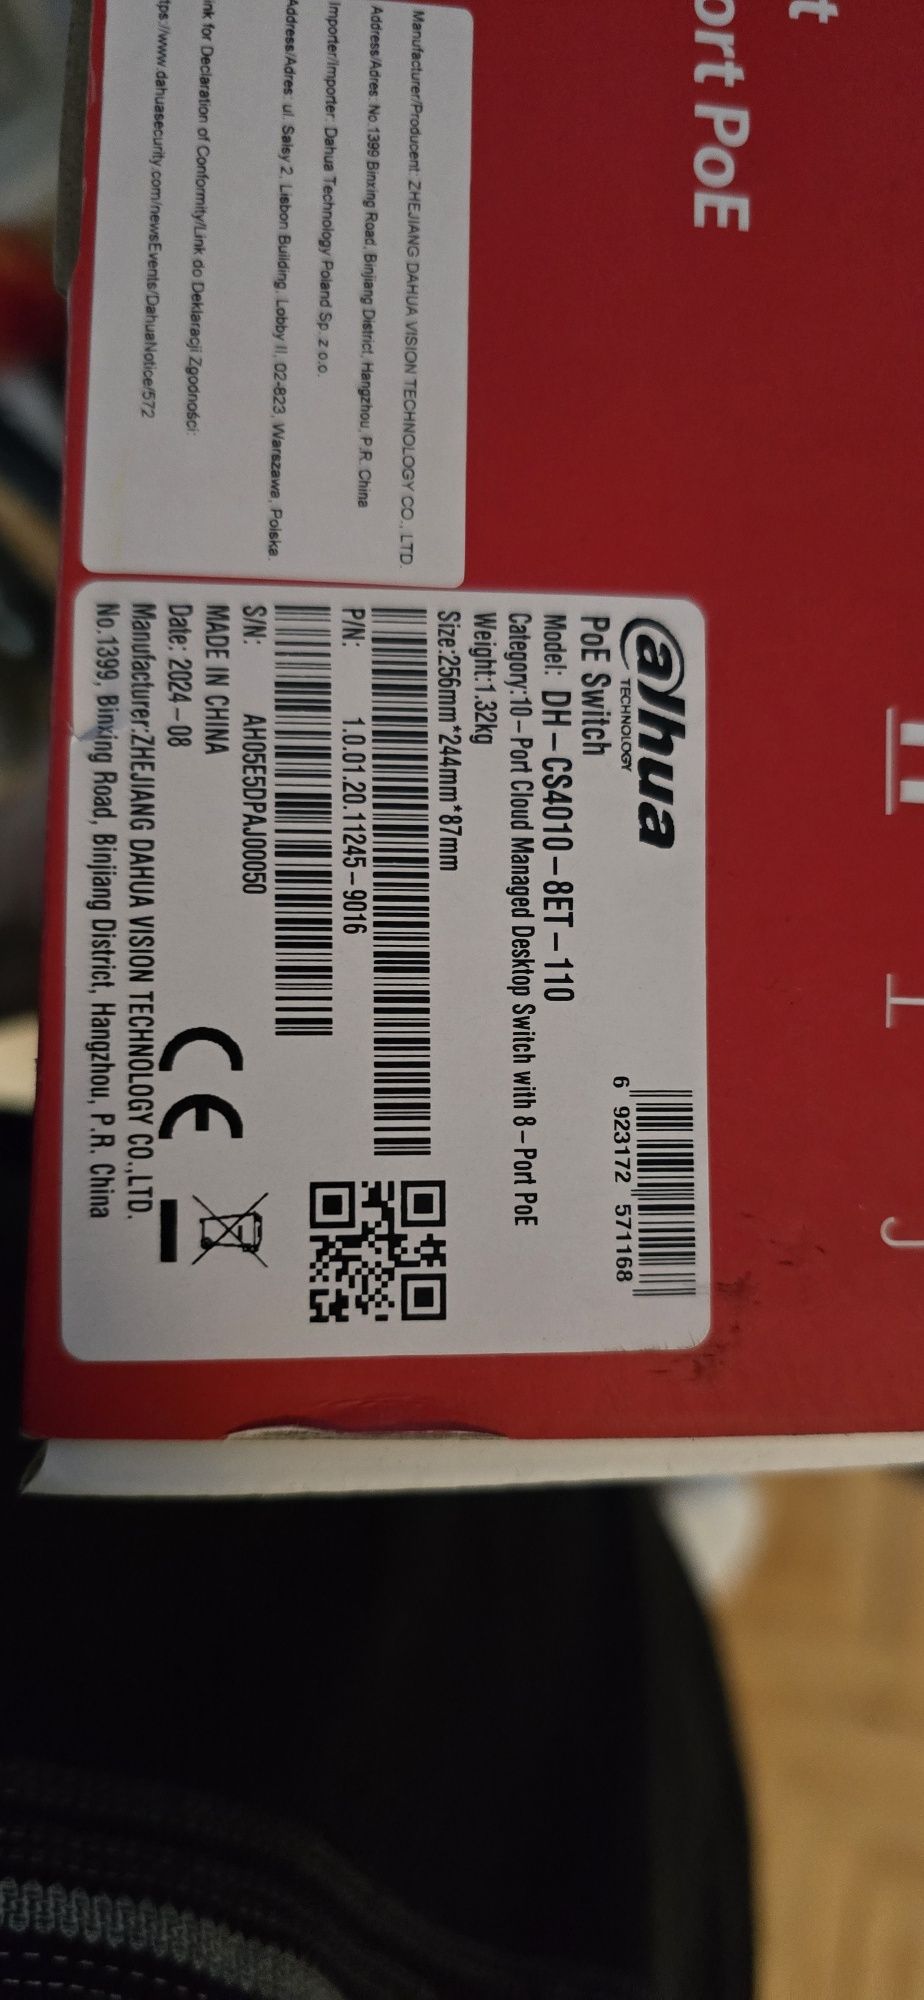 t
ort PoE
Manufacturer/Producent: ZHEJIANG DAHUA VISION TECHNOLOGY CO., LTD.
Address/Adres: No.1399 Binxing Road, Binjiang District, Hangzhou, P.R. China
Importer/Importer: Dahua Technology Poland Sp. z o.o.
Address/Adres: ul. Salsy 2, Lisbon Building, Lobby II, 02-823, Warszawa, Polska.
ink for Declaration of Conformity/Link do Deklaracji Zgodności:
tps://www.dahuasecurity.com/newsEvents/DahuaNotice/572
alhua
TECHNOLOGY
6 923172 571168
PoE Switch
Model: DH-CS4010-8ET-110
Category:10-Port Cloud Managed Desktop Switch with 8-Port PoE
Weight:1.32kg
Size:256mm*244mm*87mm
P/N: 1.0.01.20.11245-9016
S/N: AH05E5DPAJ00050
MADE IN CHINA
Date: 2024-08
Manufacturer:ZHEJIANG DAHUA VISION TECHNOLOGY CO.,LTD.
No.1399, Binxing Road, Binjiang District, Hangzhou, P.R. China
CE